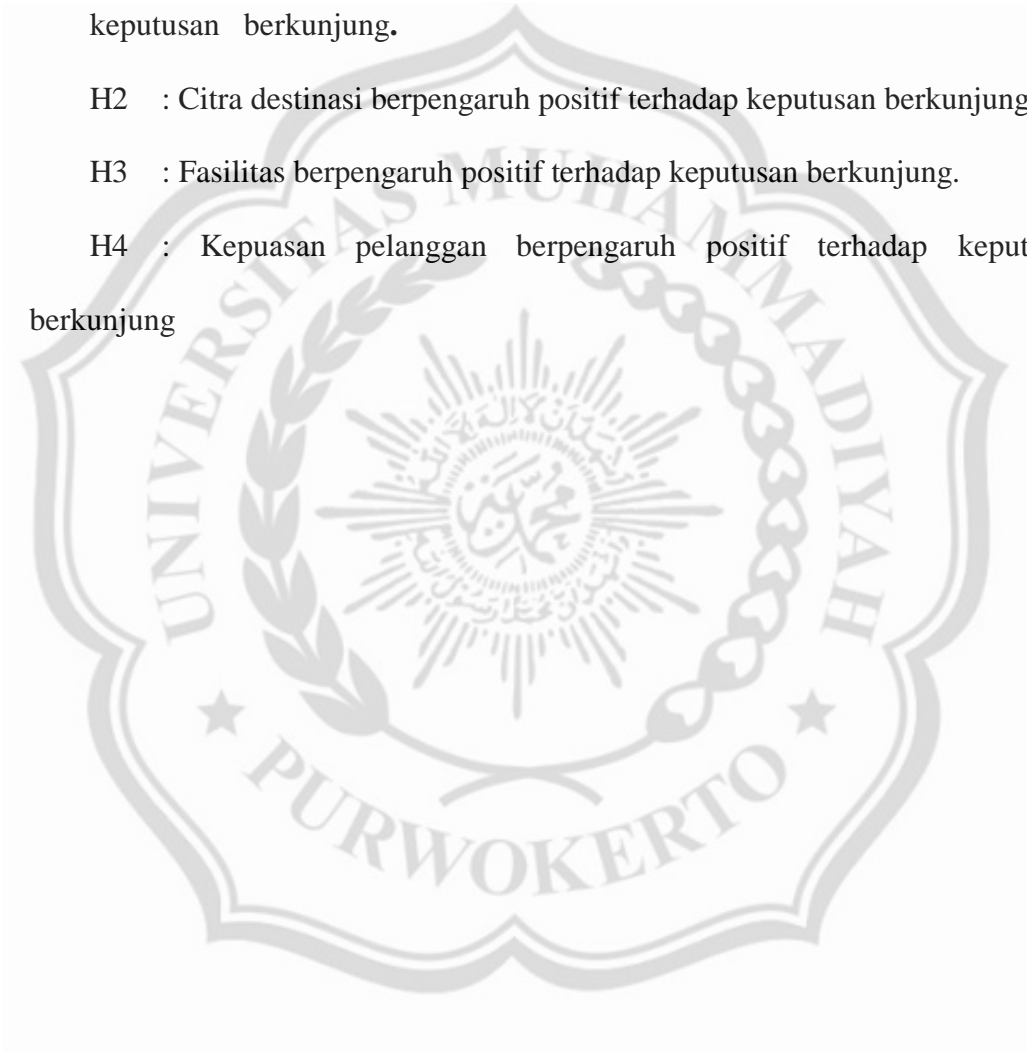 keputusan berkunjung.
H2 : Citra destinasi berpengaruh positif terhadap keputusan berkunjung
H3 : Fasilitas berpengaruh positif terhadap keputusan berkunjung.
H4 : Kepuasan pelanggan berpengaruh positif terhadap keput
berkunjung
UNIVERSITAS MUHAMMADIYAH
PURWOKERTO